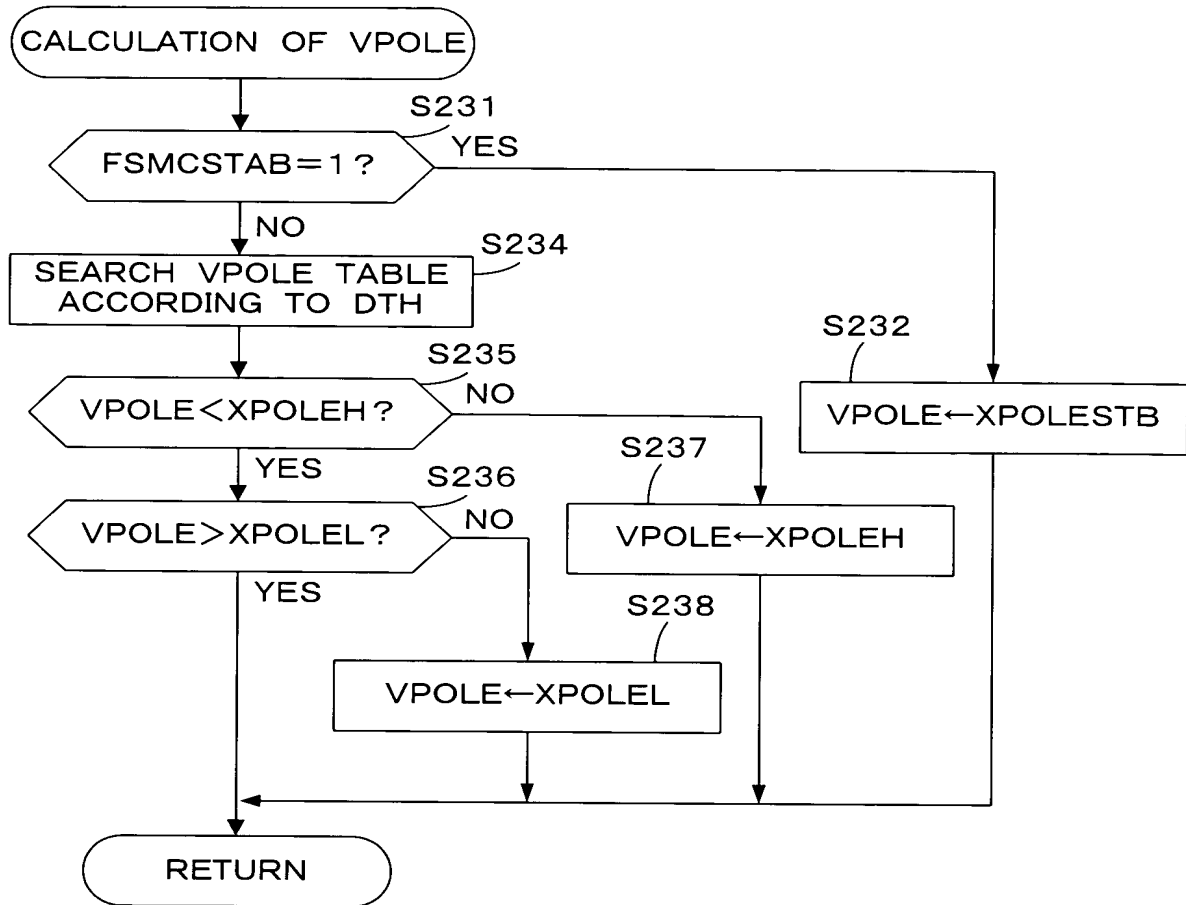 CALCULATION OF VPOLE
S231
FSMCSTAB=1?
YES
NO
S234
SEARCH VPOLE TABLE
ACCORDING TO DTH
S232
VPOLE←XPOLESTB
S235
VPOLE<XPOLEH?
NO
YES
S237
VPOLE←XPOLEH
S236
VPOLE>XPOLEL?
NO
YES
S238
VPOLE←XPOLEL
RETURN